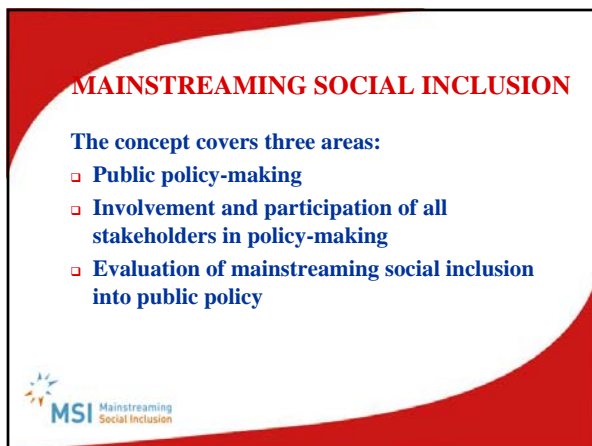 MAINSTREAMING SOCIAL INCLUSION
The concept covers three areas:
Public policy-making
Involvement and participation of all
stakeholders in policy-making
Evaluation of mainstreaming social inclusion
into public policy
MSI Mainstreaming
Social Inclusion